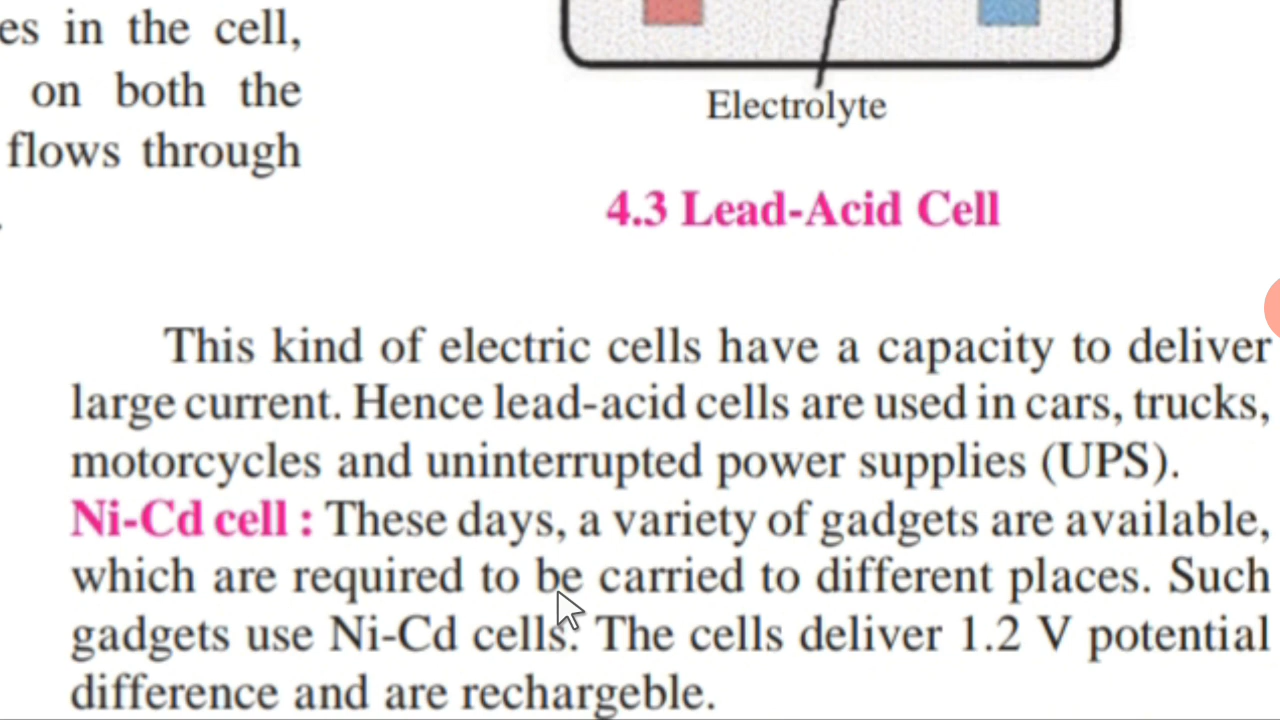 es in the cell,
on both the
flows through
.
Electrolyte
4.3 Lead-Acid Cell
This kind of electric cells have a capacity to deliver
large current. Hence lead-acid cells are used in cars, trucks,
motorcycles and uninterrupted power supplies (UPS).
Ni-Cd cell : These days, a variety of gadgets are available,
which are required to be carried to different places. Such
gadgets use Ni-Cd cells. The cells deliver 1.2 V potential
difference and are rechargeble.